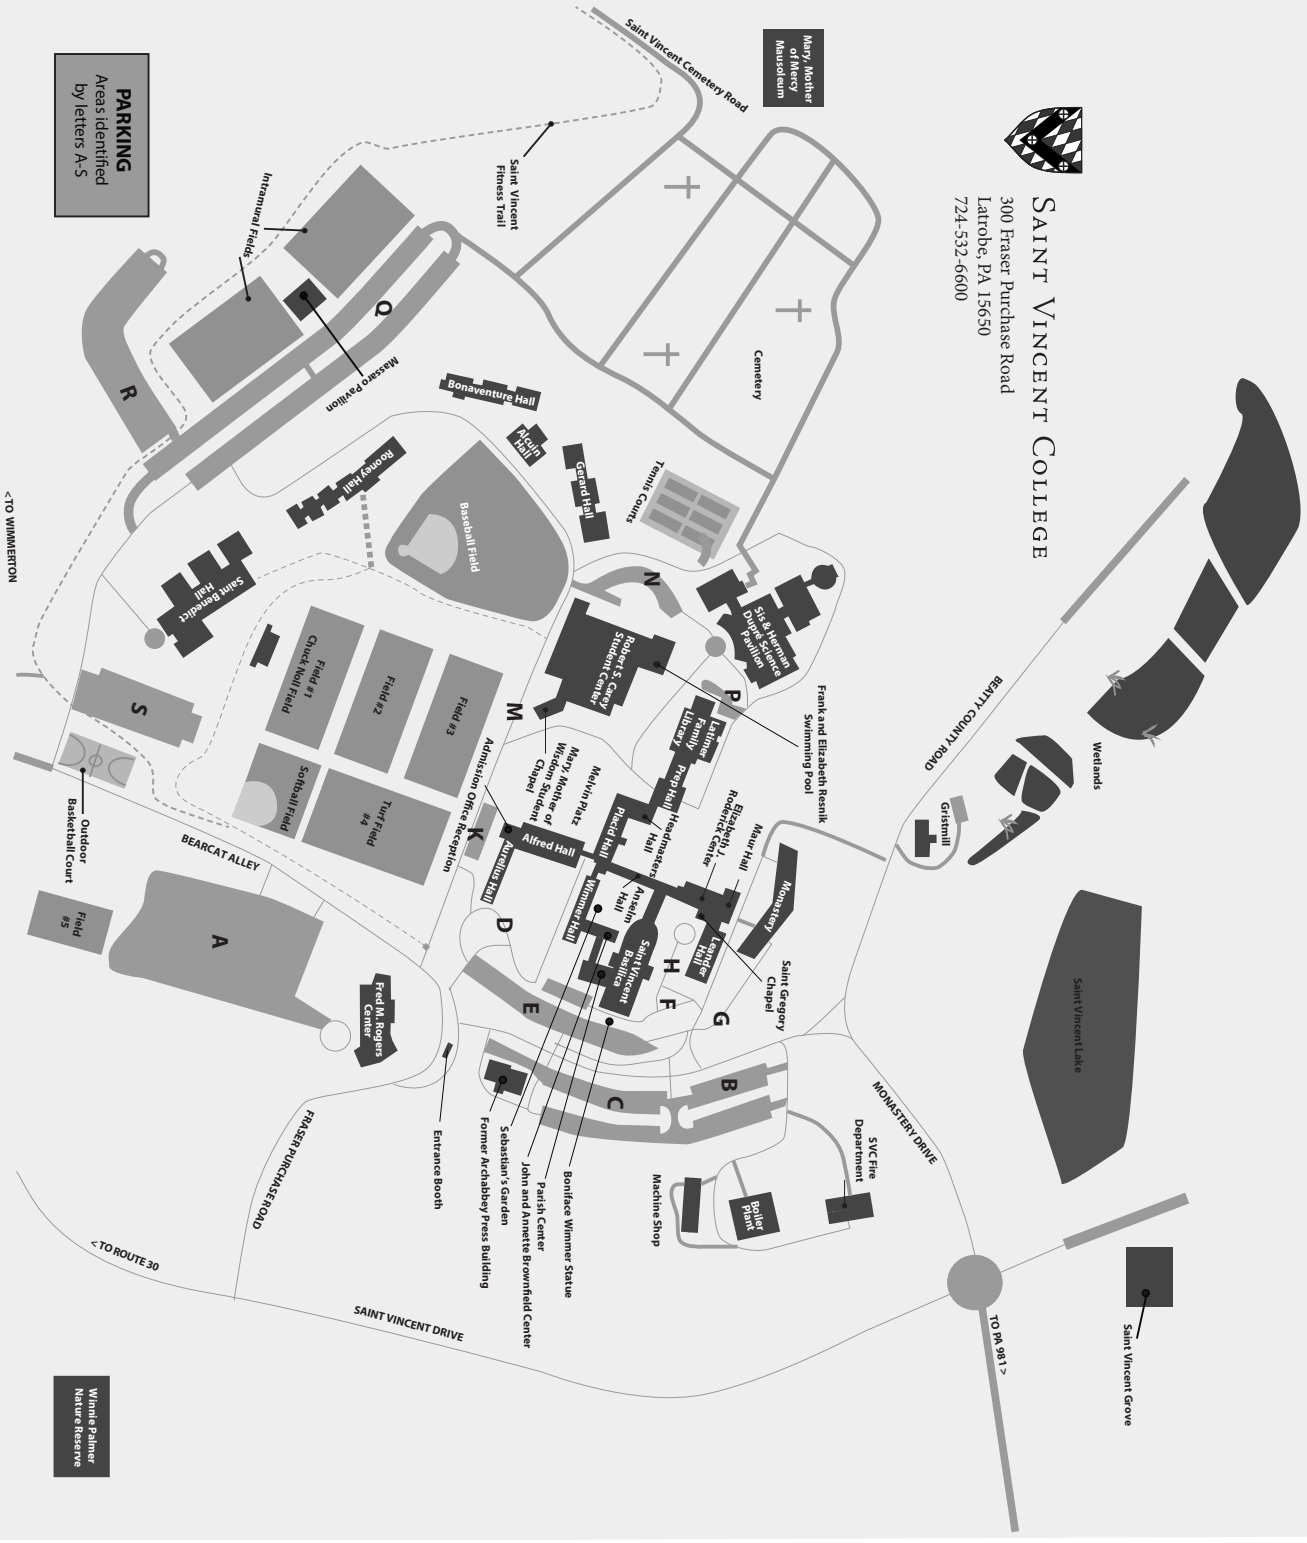 SAINT VINCENT COLLEGE
300 Fraser Purchase Road
Latrobe, PA 15650
724-532-6600
Mary, Mother
of Mercy
Mausoleum
Saint Vincent Cemetery Road
Saint Vincent
Fitness Trail
PARKING
Areas identified
by letters A-S
Intramural Fields
Massaro Pavilion
Q
R
Cemetery
Bonaventure Hall
Alcuin
Hall
Gerard Hall
Rooney Hall
Tennis Courts
Baseball Field
N
Saint Benedict
Hall
< TO WIMMERTON
Sis & Herman
Dupré Science
Pavilion
Robert S. Carey
Student Center
P
M
Frank and Elizabeth Resnik
Swimming Pool
Latimer
Family
Library
Prep Hall
Field #1
Chuck Noll Field
Field #2
Field #3
Softball Field
Turf Field
#4
S
Outdoor
Basketball Court
BEARCAT ALLEY
Admission Office Reception
Mary, Mother of
Wisdom Student
Chapel
Melvin Platz
Placid Hall
Headmasters
Hall
Elizabeth J.
Roderick Center
Maur Hall
Monastery
K
Alfred Hall
Aurelius Hall
Wimmer Hall
Anselm
Hall
Saint Vincent
Basilica
Leander
Hall
Saint Gregory
Chapel
D
E
H
F
G
Field
#5
A
Fred M. Rogers
Center
B
C
BEATTY COUNTY ROAD
Wetlands
Gristmill
Saint Vincent Lake
MONASTERY DRIVE
SVC Fire
Department
Boiler
Plant
Machine Shop
Boniface Wimmer Statue
Parish Center
John and Annette Brownfield Center
Sebastian's Garden
Former Archabbey Press Building
Entrance Booth
FRASER PURCHASE ROAD
< TO ROUTE 30
SAINT VINCENT DRIVE
TO PA 981 >
Saint Vincent Grove
Winnie Palmer
Nature Reserve